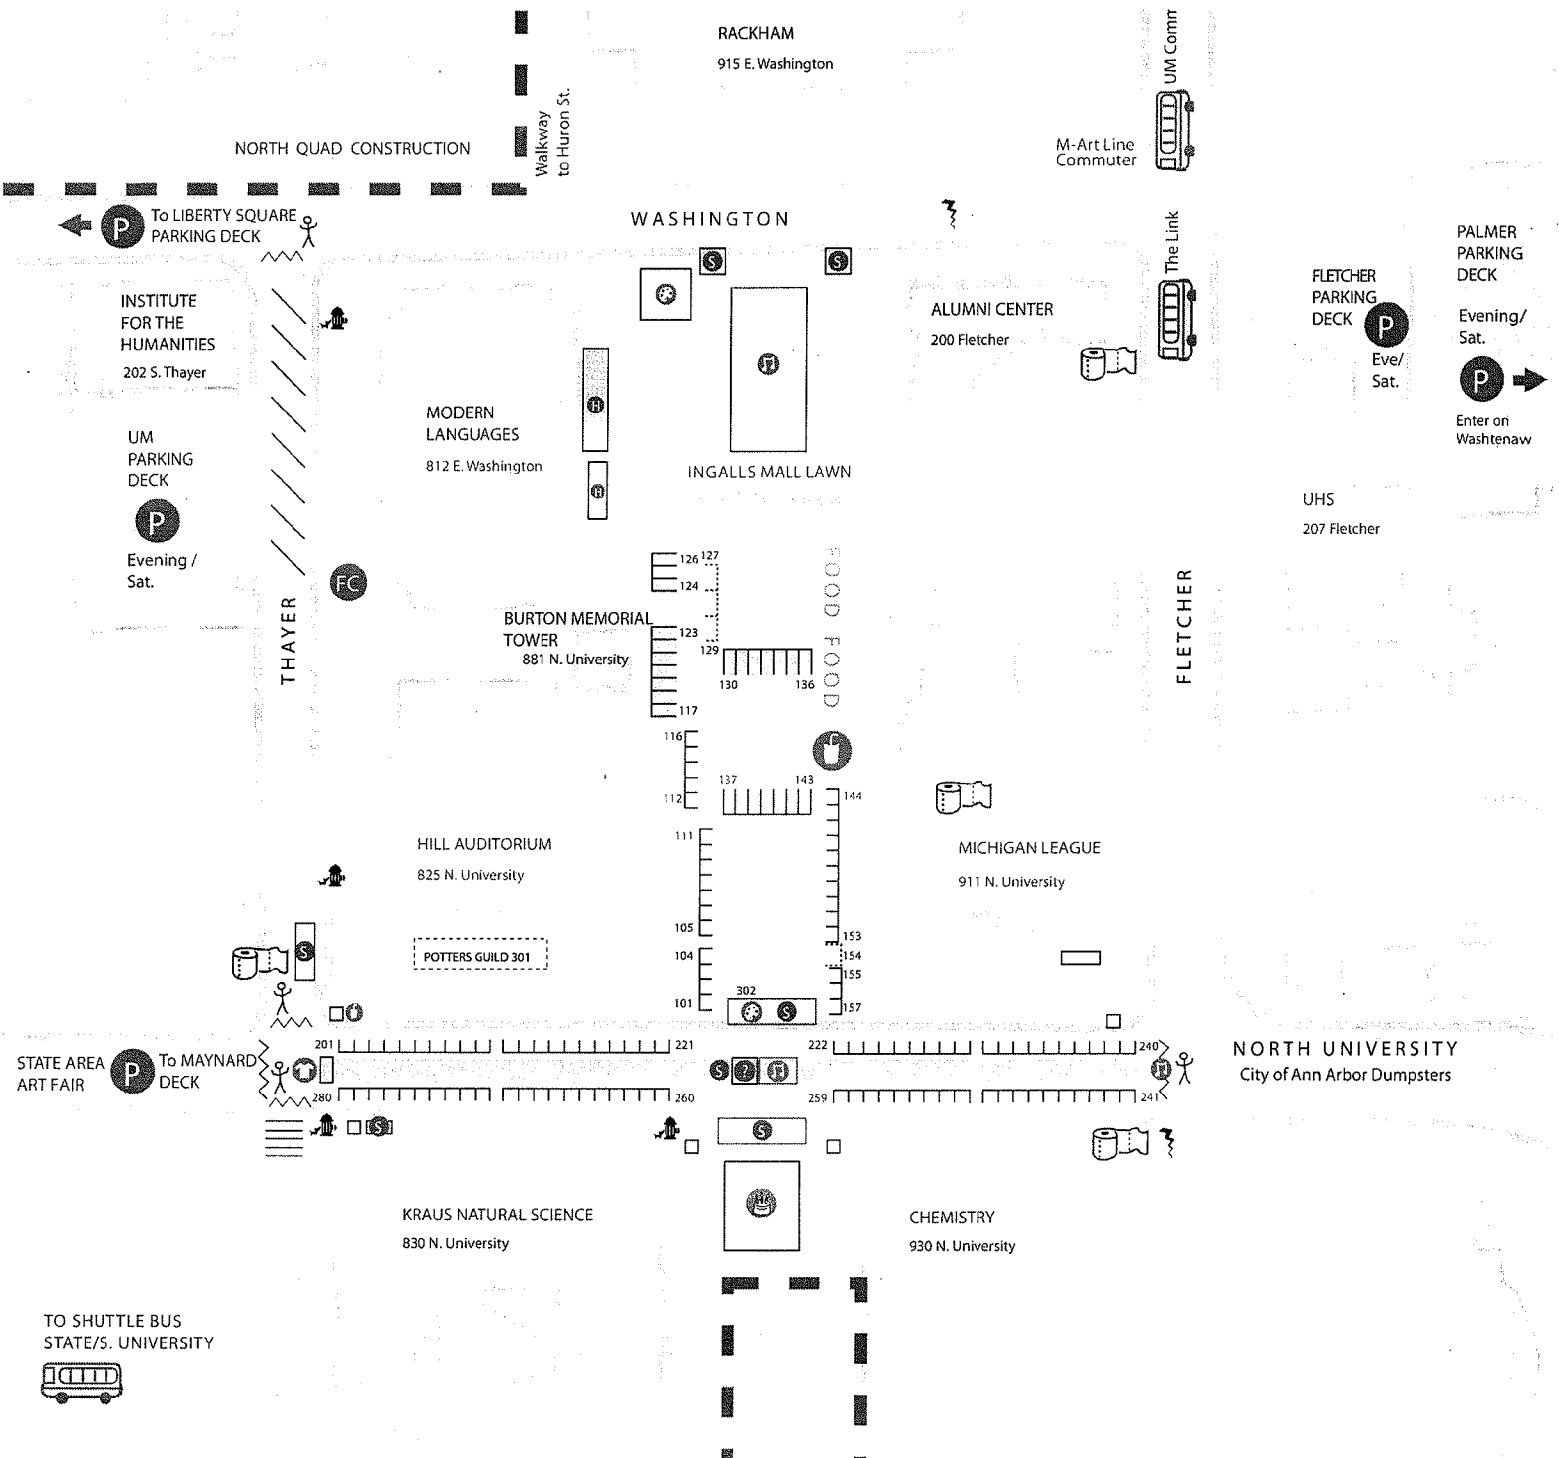 RACKHAM
915 E. Washington
UM Comm
Walkway
to Huron St.
NORTH QUAD CONSTRUCTION
M-Art Line
Commuter
P
To LIBERTY SQUARE
PARKING DECK
WASHINGTON
The Link
PALMER
PARKING
DECK
Evening/
Sat.
P
Enter on
Washtenaw
FLETCHER
PARKING
DECK
P
Eve/
Sat.
S
S
INSTITUTE
FOR THE
HUMANITIES
202 S. Thayer
ALUMNI CENTER
200 Fletcher
MODERN
LANGUAGES
812 E. Washington
H
H
INGALLS MALL LAWN
UM
PARKING
DECK
P
Evening /
Sat.
UHS
207 Fletcher
FC
THAYER
FLETCHER
126 127
124
FOOD FOOD
BURTON MEMORIAL
TOWER
881 N. University
123
129
130 136
117
116
112
137 143
144
HILL AUDITORIUM
825 N. University
111
105
MICHIGAN LEAGUE
911 N. University
153
154
155
157
S
POTTERS GUILD 301
104
101
302
S
STATE AREA
ART FAIR
P
To MAYNARD
DECK
201 221 222 240
S ?
280 260 259 241
NORTH UNIVERSITY
City of Ann Arbor Dumpsters
S
S
KRAUS NATURAL SCIENCE
830 N. University
CHEMISTRY
930 N. University
TO SHUTTLE BUS
STATE/S. UNIVERSITY